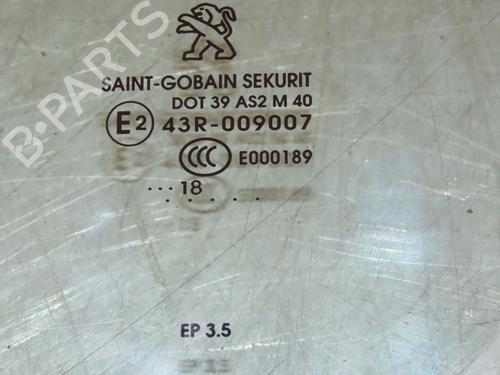 B-PARTS
SAINT-GOBAIN SEKURIT
DOT 39 AS2 M 40
E2 43R-009007
CCC E000189
... 18
. . . . .
EP 3.5